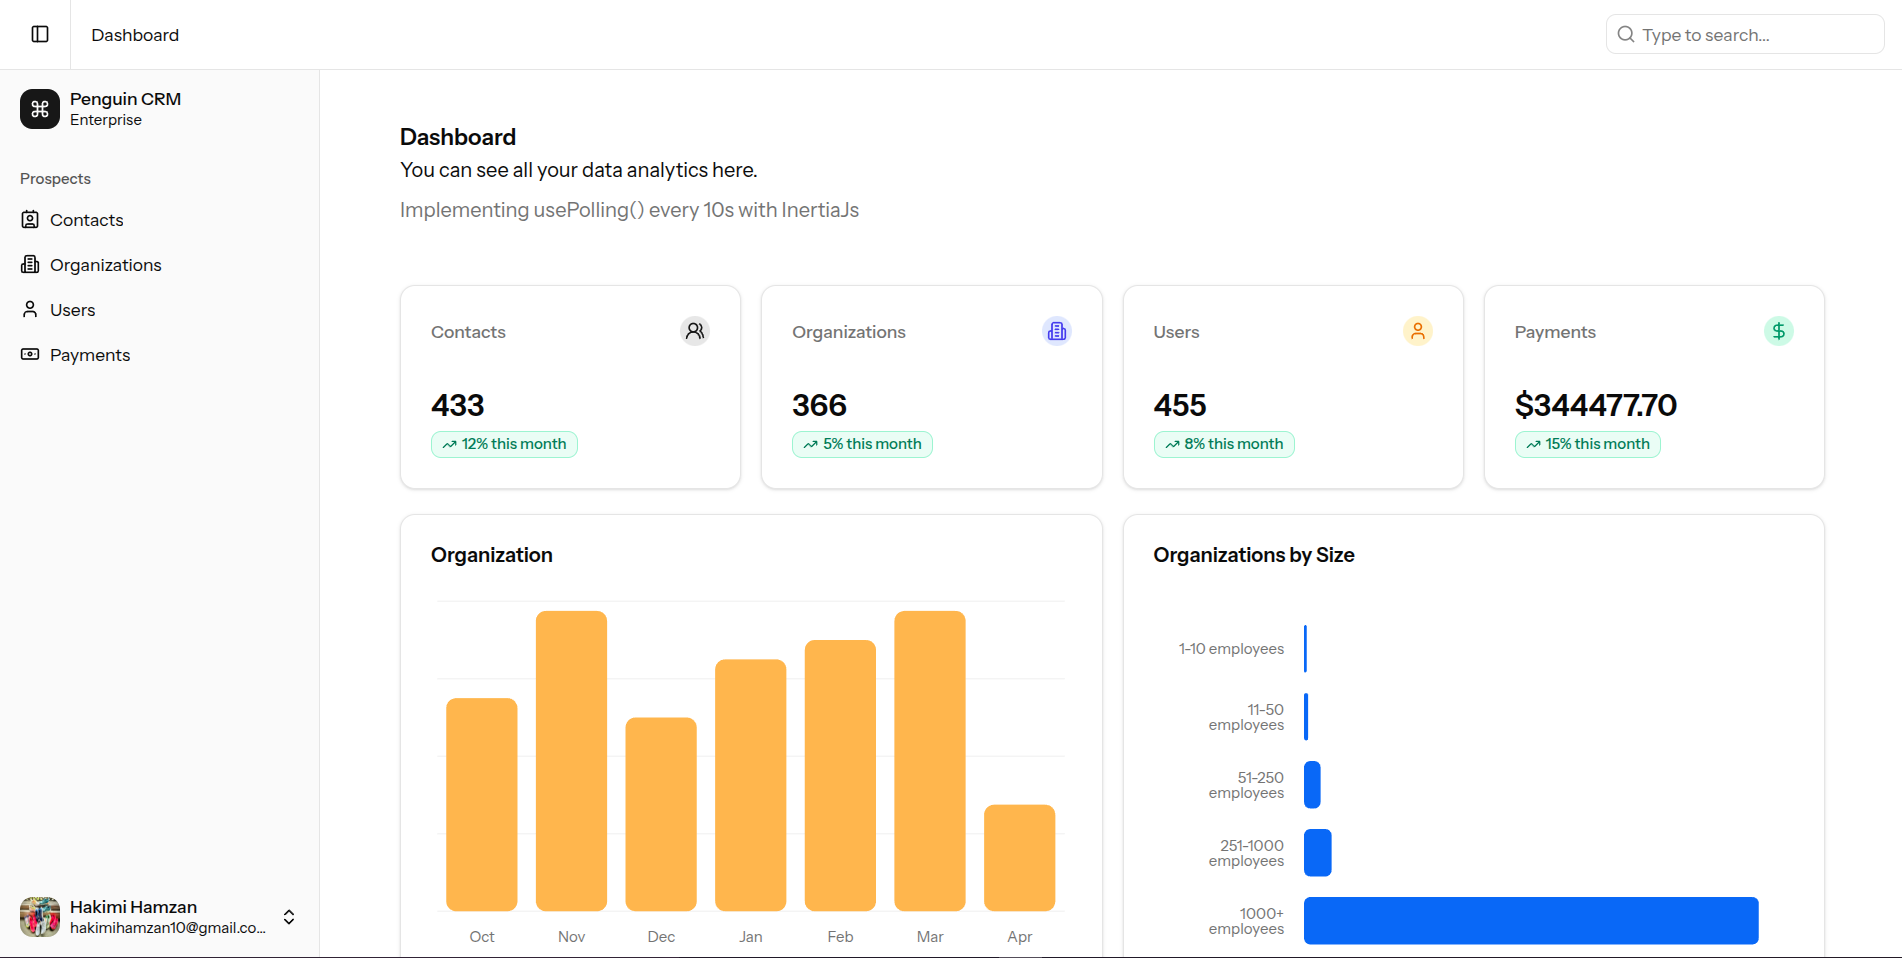 Dashboard
Type to search...
Penguin CRM
Enterprise
Prospects
Contacts
Organizations
Users
Payments
Hakimi Hamzan
hakimihamzan10@gmail.co...
Dashboard
You can see all your data analytics here.
Implementing usePolling() every 10s with InertiaJs
Contacts
433
12% this month
Organizations
366
5% this month
Users
455
8% this month
Payments
$344477.70
15% this month
Organization
Oct
Nov
Dec
Jan
Feb
Mar
Apr
Organizations by Size
1-10 employees
11-50
employees
51-250
employees
251-1000
employees
1000+
employees